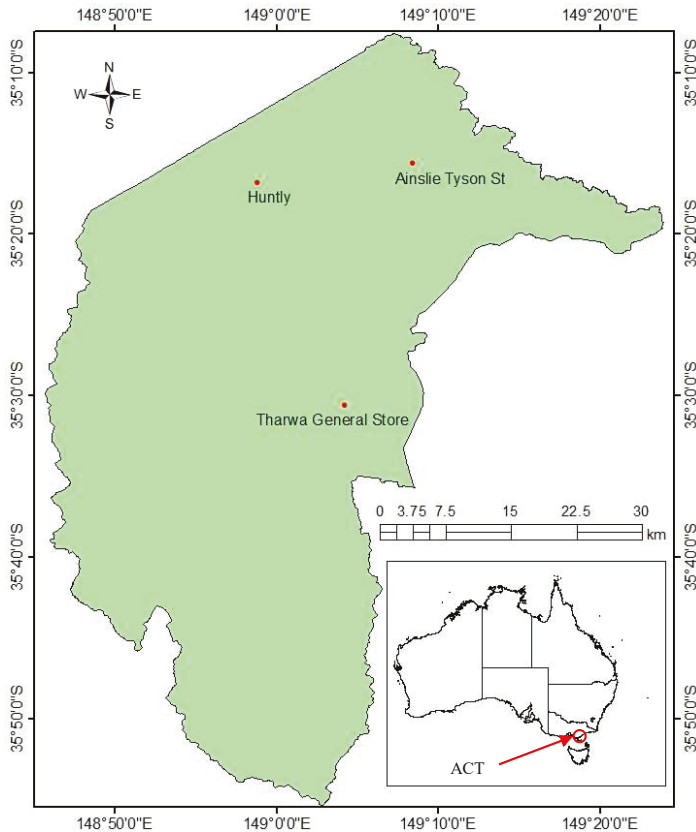 148°50'0"E 149°0'0"E 149°10'0"E 149°20'0"E
35°10'0"S 35°10'0"S
N
W E
S
Ainslie Tyson St
Huntly
35°20'0"S 35°20'0"S
35°30'0"S 35°30'0"S
Tharwa General Store
0 3.75 7.5 15 22.5 30
km
35°40'0"S 35°40'0"S
35°50'0"S 35°50'0"S
ACT
148°50'0"E 149°0'0"E 149°10'0"E 149°20'0"E